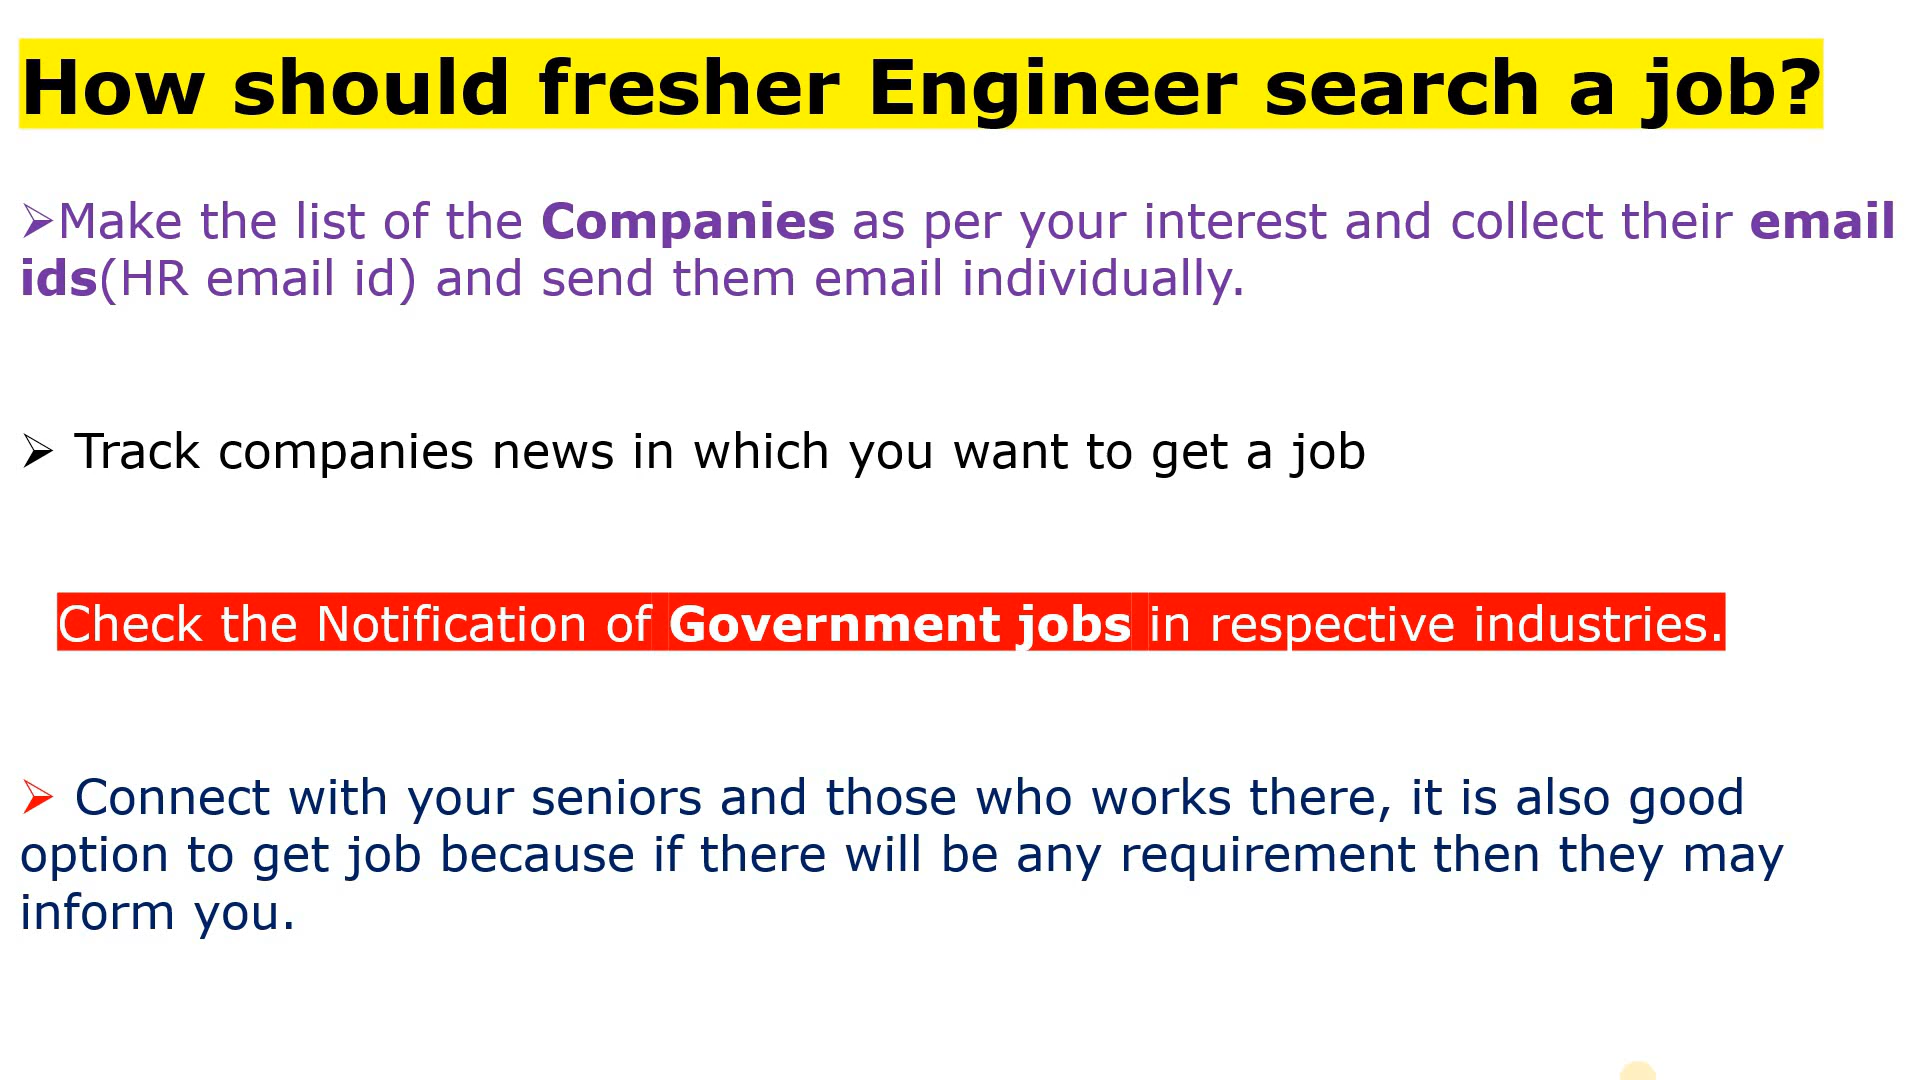 How should fresher Engineer search a job?
➢Make the list of the Companies as per your interest and collect their email
ids(HR email id) and send them email individually.
➢ Track companies news in which you want to get a job
Check the Notification of Government jobs in respective industries.
➢ Connect with your seniors and those who works there, it is also good
option to get job because if there will be any requirement then they may
inform you.